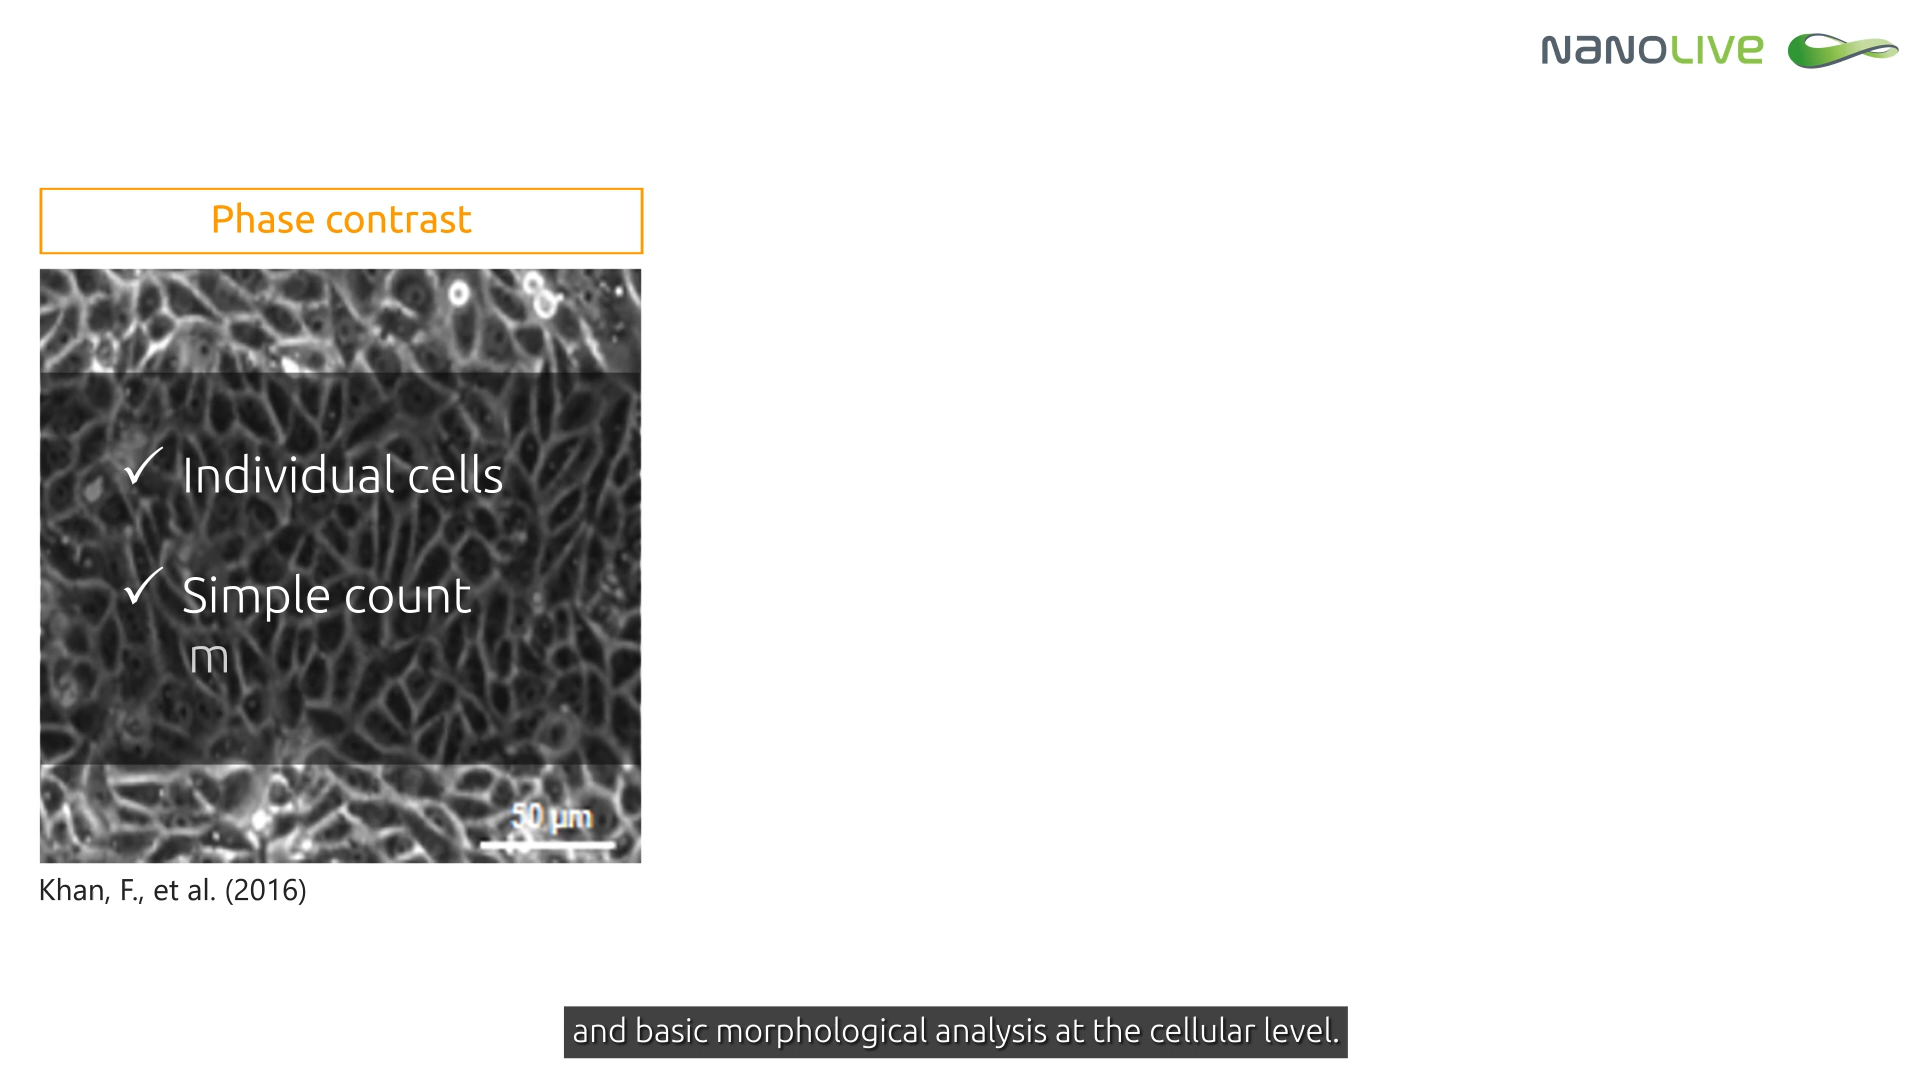 NANOLIVE
Phase contrast
✓ Individual cells
✓ Simple count
m
50 µm
Khan, F., et al. (2016)
and basic morphological analysis at the cellular level.